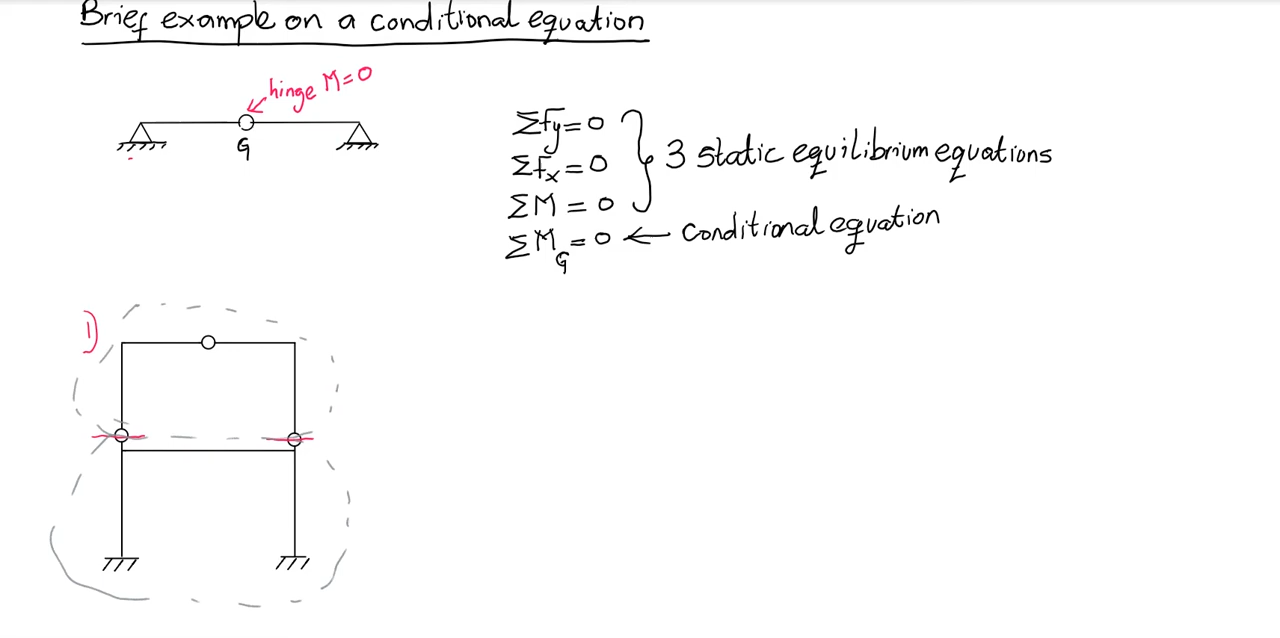 Brief example on a conditional equation
hinge M=0
G
Σfy=0
Σfx=0
ΣM=0
3 static equilibrium equations
ΣMG=0 ← conditional equation
1)